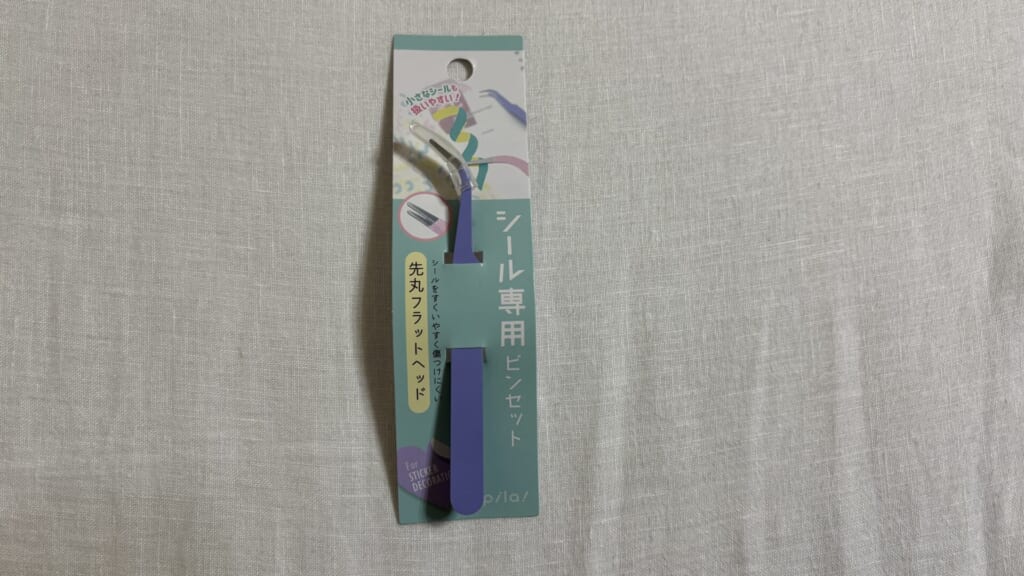 小さなシールも
扱いやすい！
シール専用ピンセット
シールをすくいやすく傷つけにくい
先丸フラットヘッド
For
STICKER
DECORATION
pilat